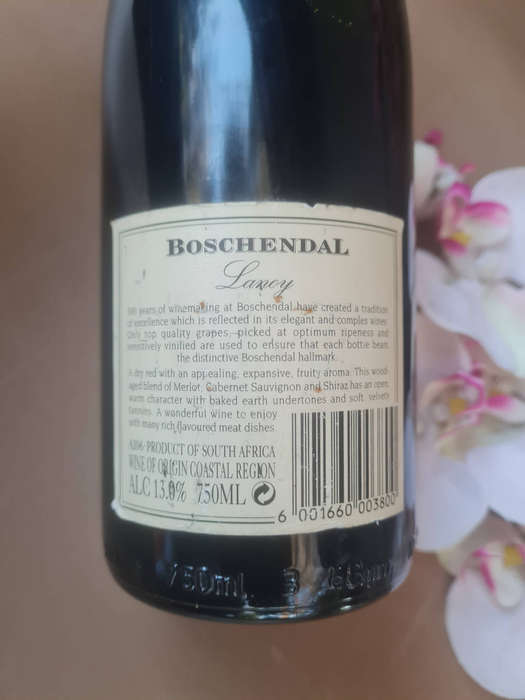 BOSCHENDAL
Lanoy
years of winemaking at Boschendal have created a tradition
of excellence which is reflected in its elegant and complex wines.
Only top quality grapes, picked at optimum ripeness and
sensitively vinified are used to ensure that each bottle bears
the distinctive Boschendal hallmark.
A dry red with an appealing, expansive, fruity aroma. This wood-
aged blend of Merlot, Cabernet Sauvignon and Shiraz has an open,
warm character with baked earth undertones and soft velvety
tannins. A wonderful wine to enjoy
with many rich flavoured meat dishes.
A896 PRODUCT OF SOUTH AFRICA
WINE OF ORIGIN COASTAL REGION
ALC 13.0% 750ML
6 001660 003800
750ml 3